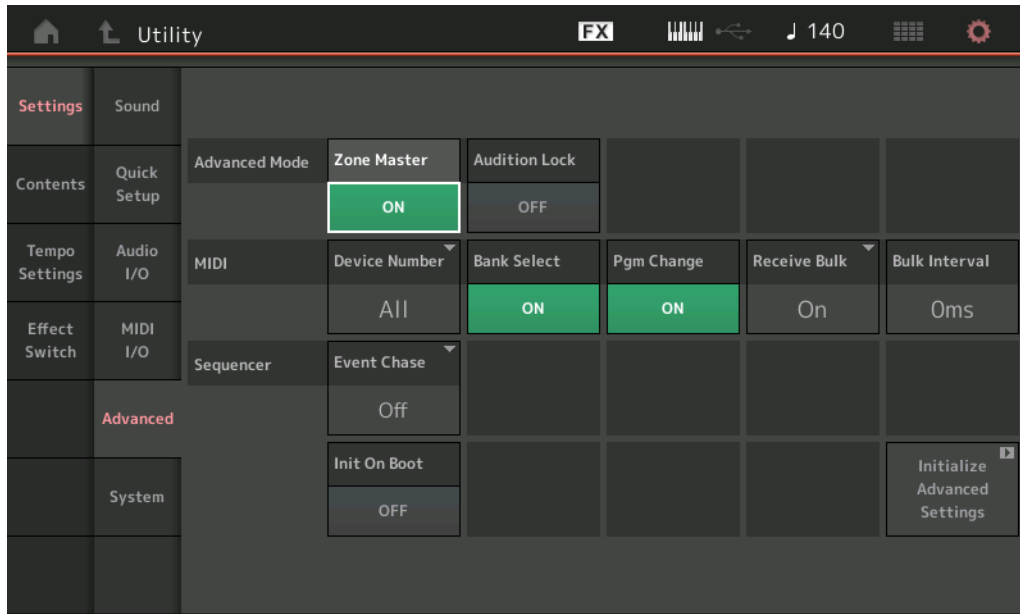 Utility
FX
140
Settings
Sound
Contents
Quick
Setup
Tempo
Settings
Audio
I/O
Effect
Switch
MIDI
I/O
Advanced
System
Advanced Mode
Zone Master
Audition Lock
ON
OFF
MIDI
Device Number
Bank Select
Pgm Change
Receive Bulk
Bulk Interval
All
ON
ON
On
0ms
Sequencer
Event Chase
Off
Init On Boot
OFF
Initialize
Advanced
Settings